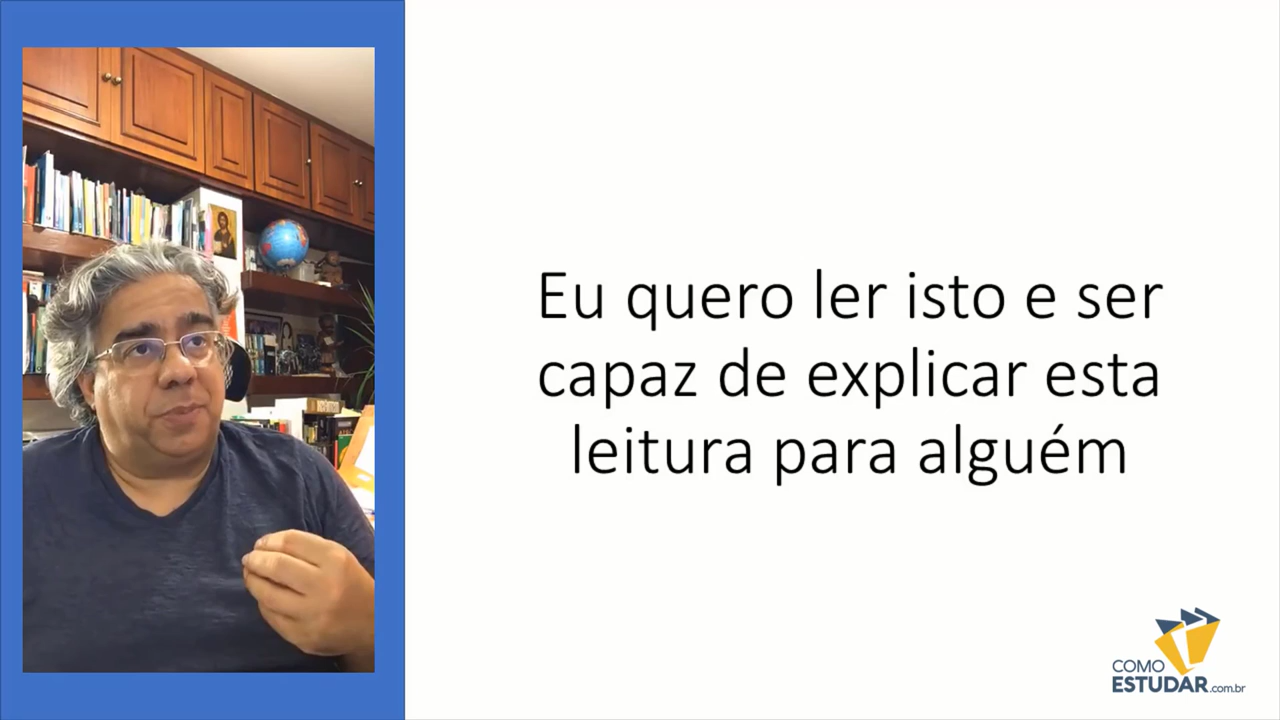 Eu quero ler isto e ser
capaz de explicar esta
leitura para alguém
COMO
ESTUDAR.com.br